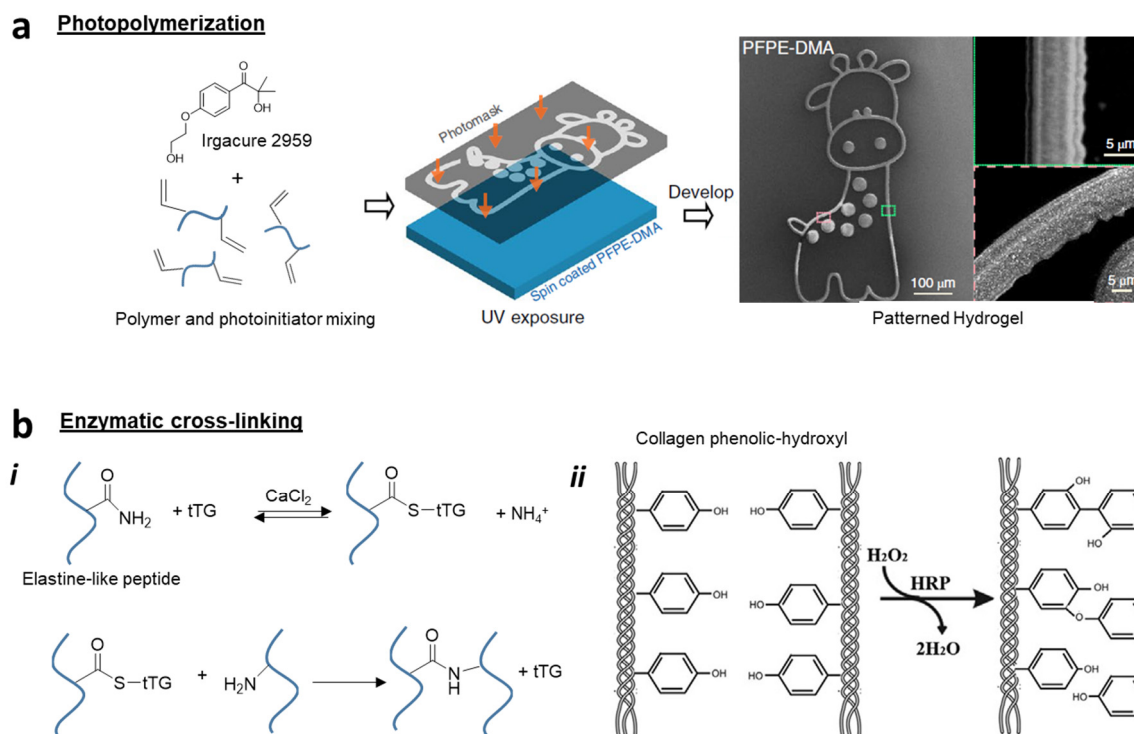 a Photopolymerization
O
OH
O
OH
Irgacure 2959
+
Polymer and photoinitiator mixing
Photomask
Spin coated PFPE-DMA
UV exposure
Develop
PFPE-DMA
100 μm
5 μm
5 μm
Patterned Hydrogel
b Enzymatic cross-linking
i
O
NH2
+ tTG
CaCl2
O
S–tTG
+ NH4+
Elastine-like peptide
O
S–tTG
+
H2N
O
N
H
+ tTG
ii
Collagen phenolic-hydroxyl
OH
HO
OH
HO
OH
HO
H2O2
HRP
2H2O
OH
HO
OH
O
OH
HO